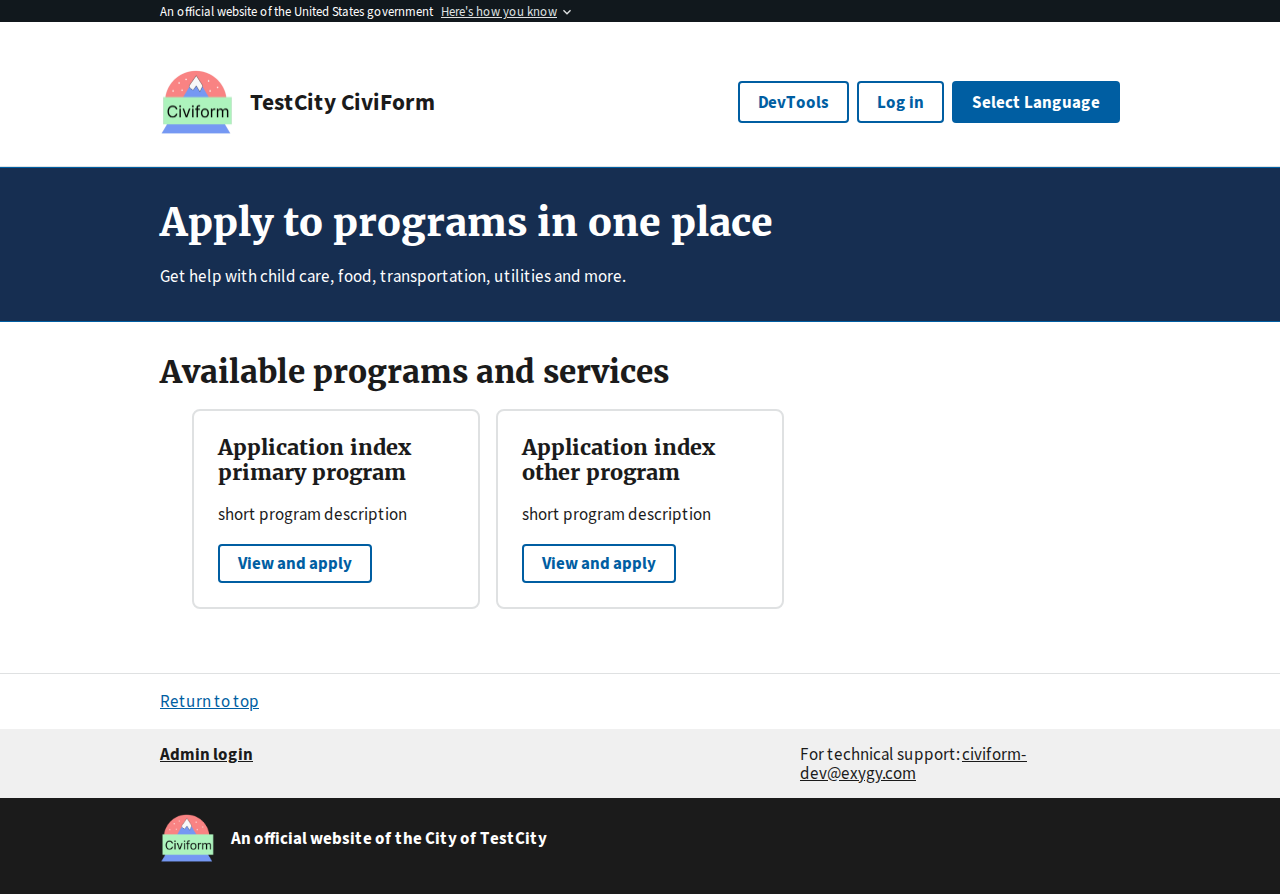 An official website of the United States government Here's how you know
Civiform
TestCity CiviForm
DevTools
Log in
Select Language
Apply to programs in one place
Get help with child care, food, transportation, utilities and more.
Available programs and services
Application index
primary program
short program description
View and apply
Application index
other program
short program description
View and apply
Return to top
Admin login
For technical support: civiform-
dev@exygy.com
Civiform
An official website of the City of TestCity